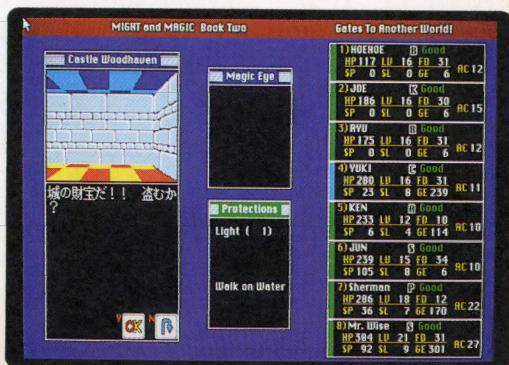 MIGHT and MAGIC Book Two
Gates To Another World!
Castle Woodhaven
城の財宝だ!! 盗むか
?
Y OK N
Magic Eye
Protections
Light ( 1)
Walk on Water
1) HOEHOE R Good
HP 117 LV 16 FD 31
SP 0 SL 0 GE 6 AC 12
2) JOE K Good
HP 186 LV 16 FD 30
SP 0 SL 0 GE 6 AC 15
3) RYU R Good
HP 175 LV 16 FD 31
SP 0 SL 0 GE 6 AC 12
4) YUKI C Good
HP 280 LV 16 FD 31
SP 23 SL 8 GE 239 AC 11
5) KEN A Good
HP 233 LV 12 FD 10
SP 6 SL 4 GE 114 AC 10
6) JUN S Good
HP 239 LV 15 FD 34
SP 105 SL 8 GE 6 AC 10
7) Sherman P Good
HP 286 LV 18 FD 12
SP 36 SL 7 GE 170 AC 22
8) Mr. Wise S Good
HP 384 LV 21 FD 31
SP 92 SL 9 GE 301 AC 27